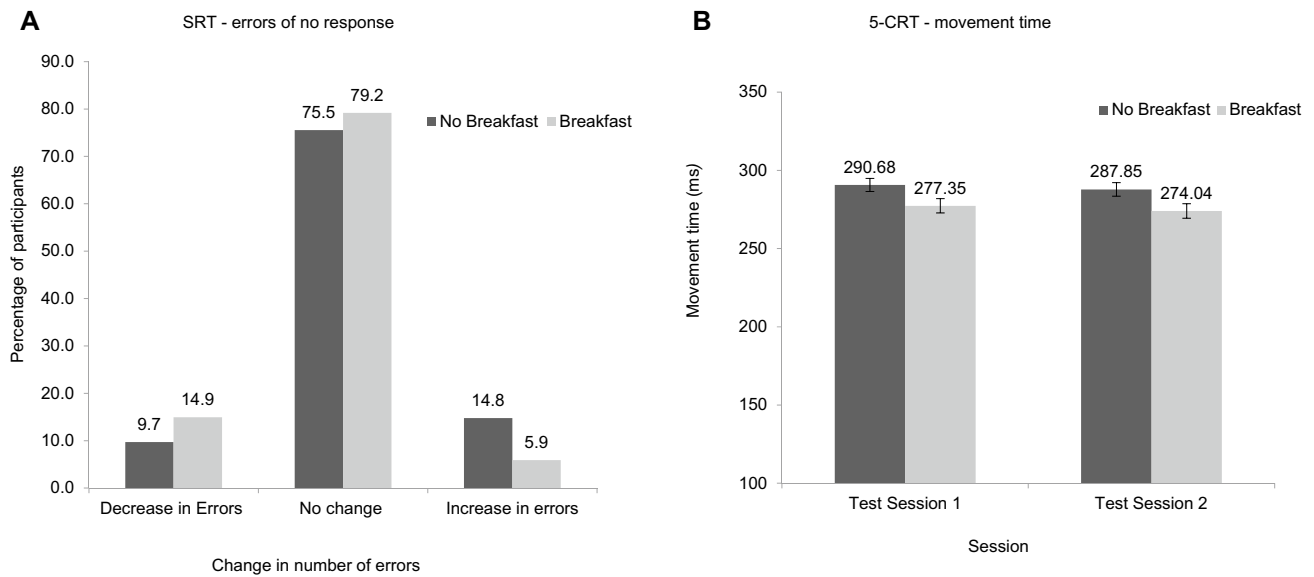 A
SRT - errors of no response
Percentage of participants
100.0
90.0
80.0
70.0
60.0
50.0
40.0
30.0
20.0
10.0
0.0
No Breakfast Breakfast
9.7
14.9
75.5
79.2
14.8
5.9
Decrease in Errors
No change
Increase in errors
Change in number of errors
B
5-CRT - movement time
Movement time (ms)
350
300
250
200
150
100
No Breakfast Breakfast
290.68
277.35
287.85
274.04
Test Session 1
Test Session 2
Session